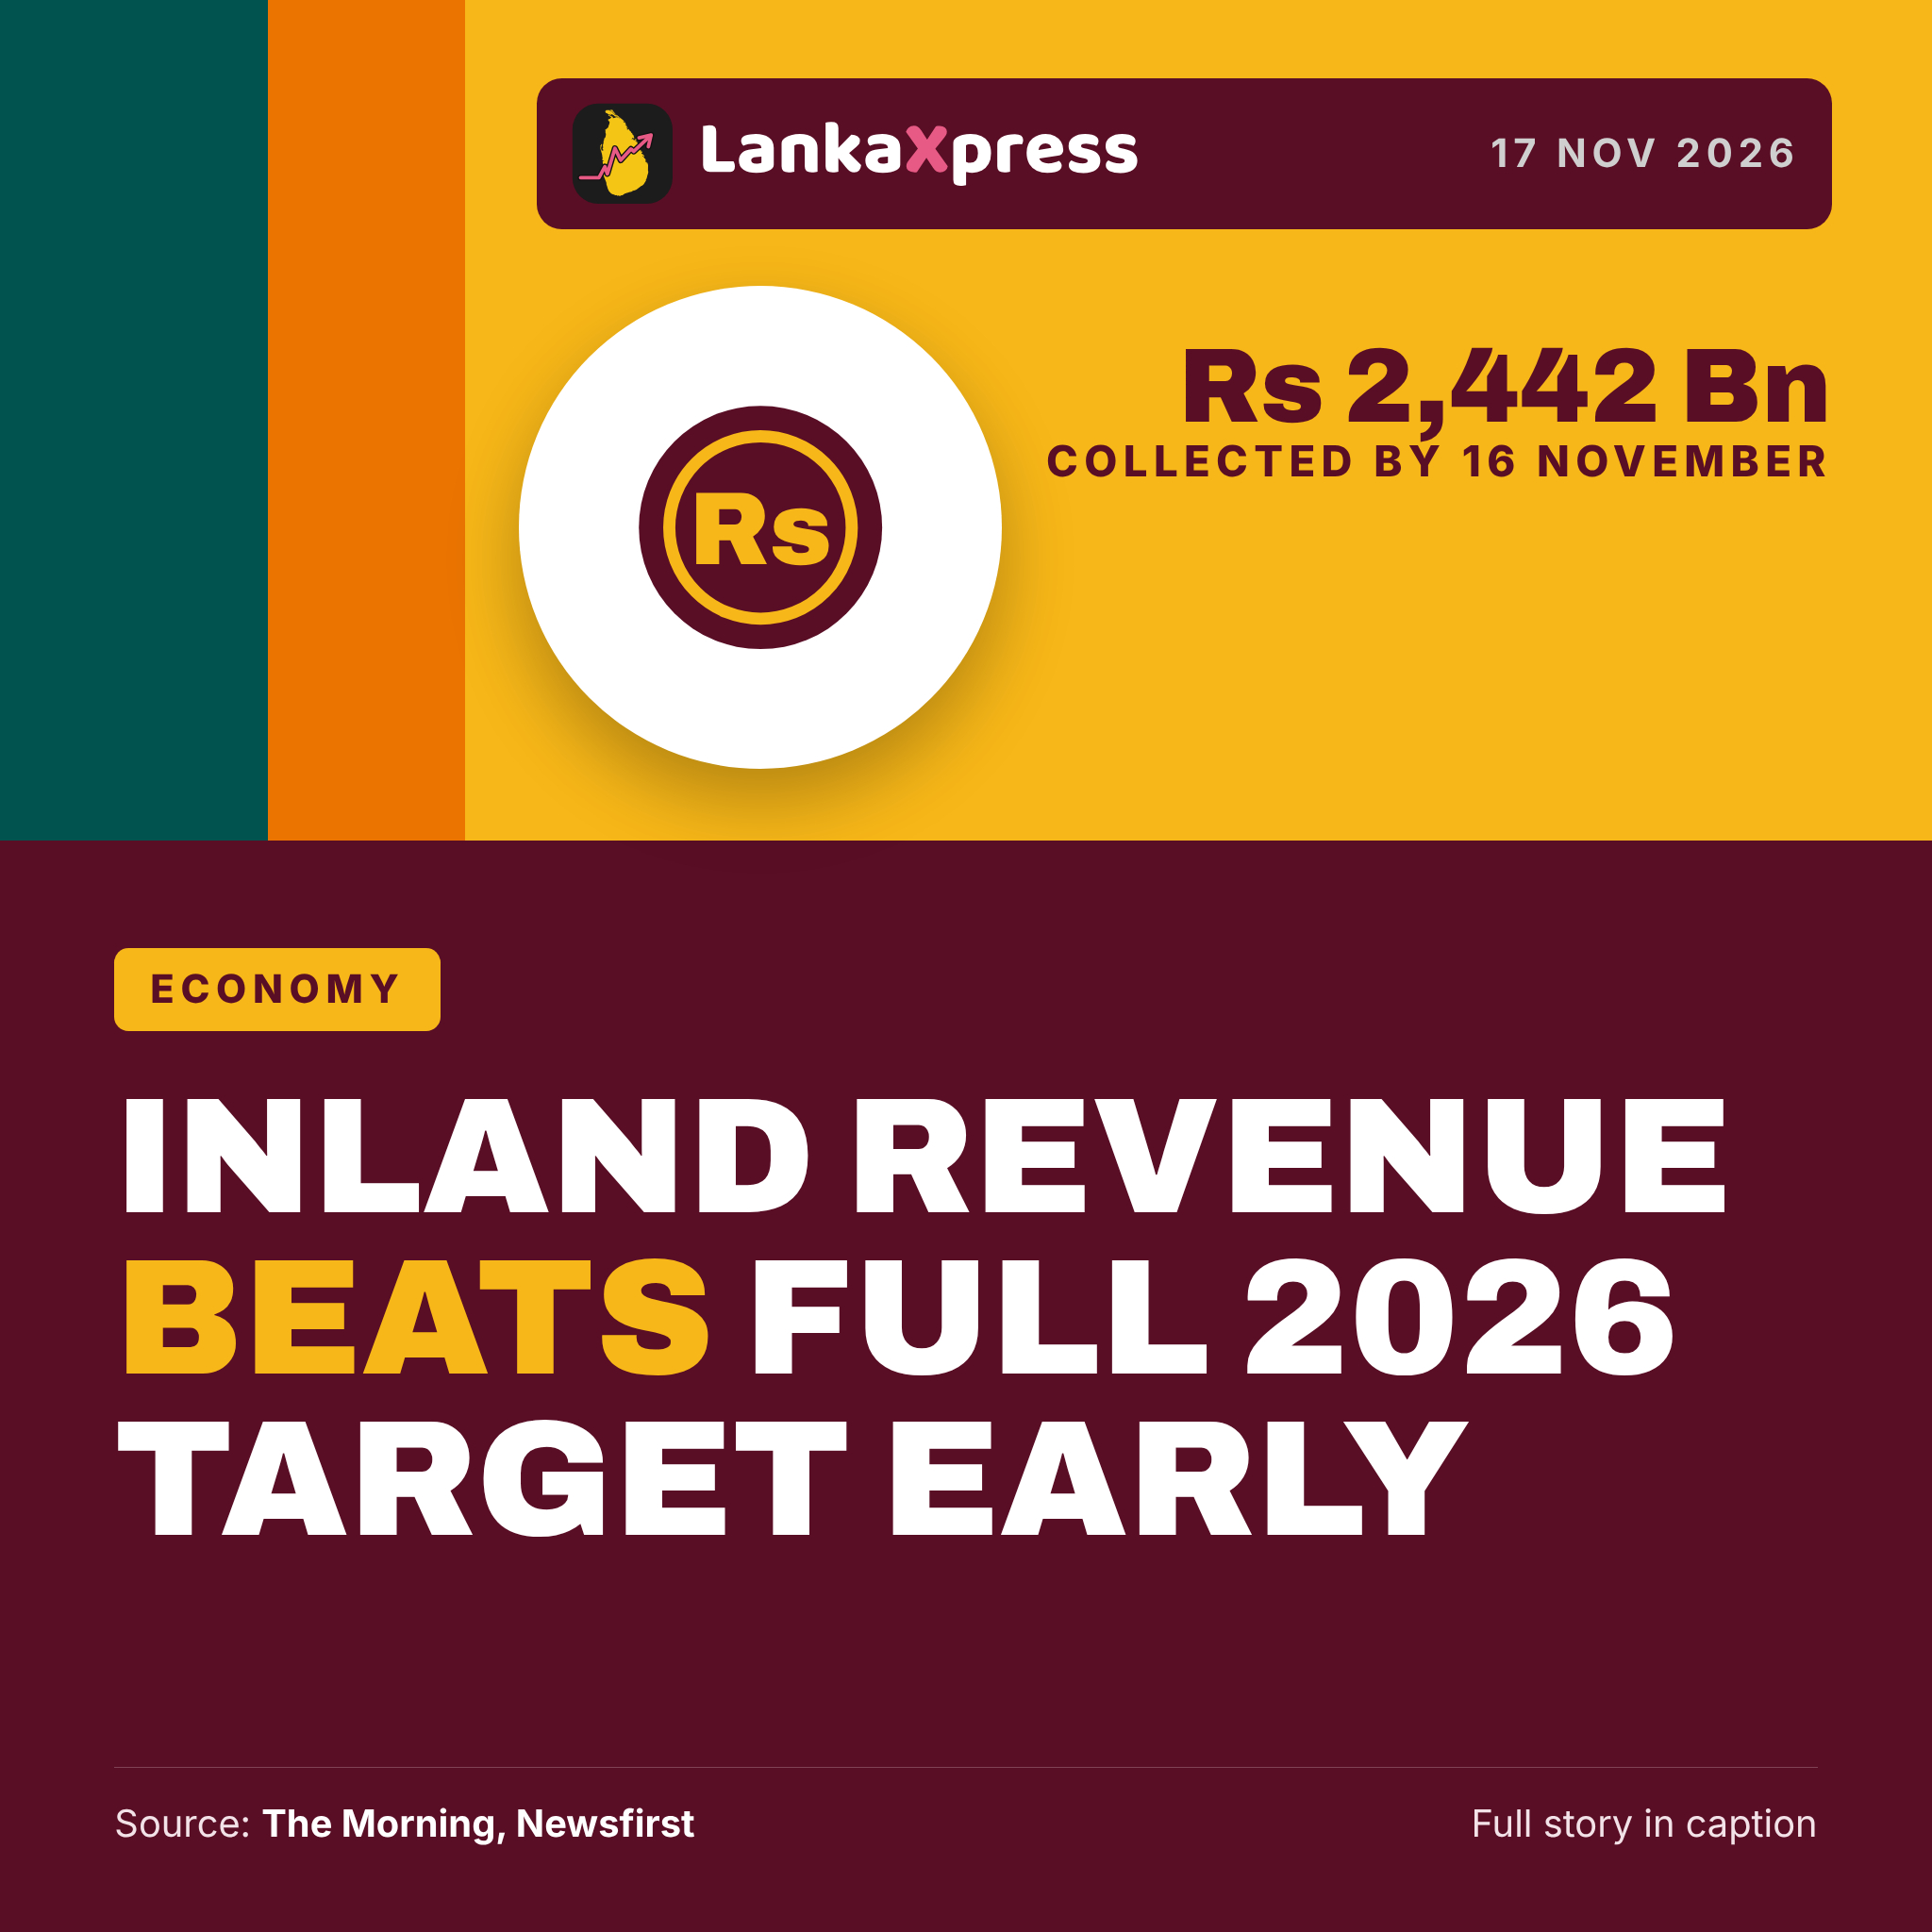 LankaXpress
17 NOV 2026
Rs 2,442 Bn
COLLECTED BY 16 NOVEMBER
Rs
ECONOMY
INLAND REVENUE
BEATS FULL 2026
TARGET EARLY
Source: The Morning, Newsfirst
Full story in caption